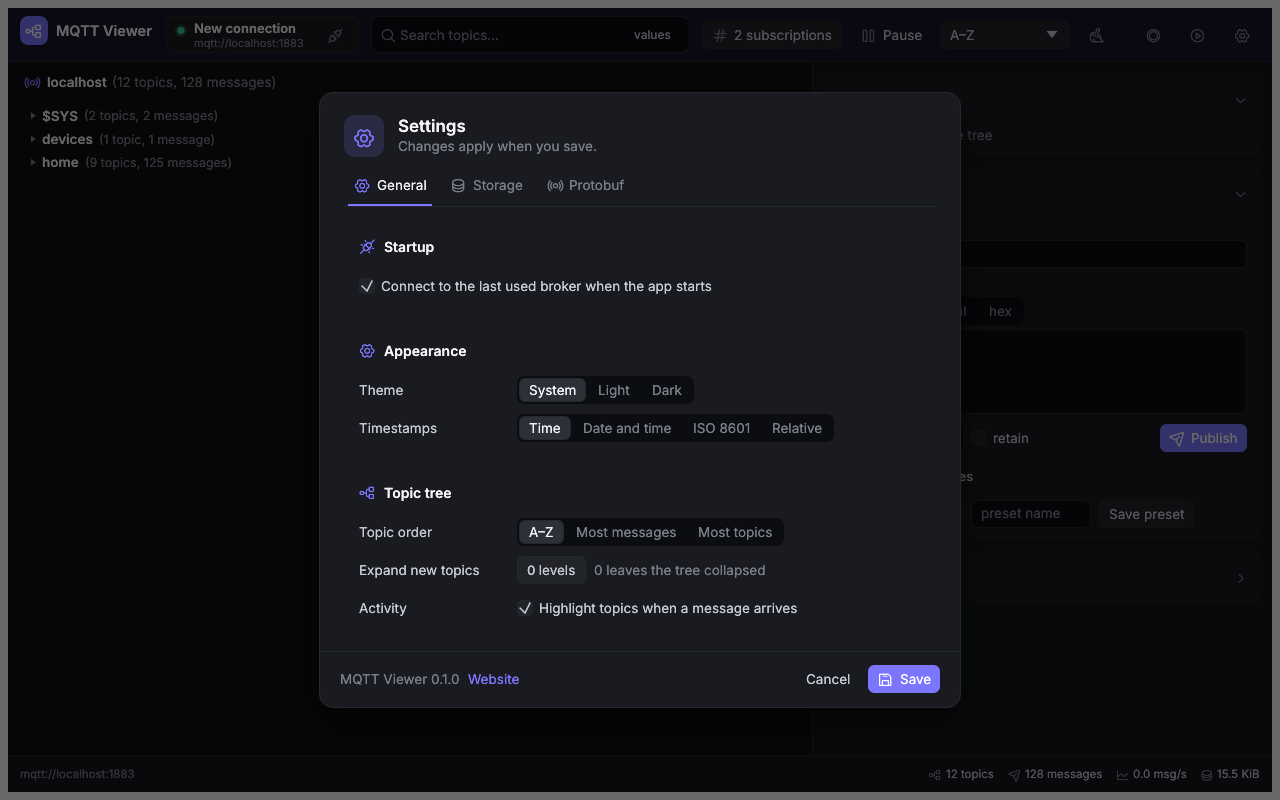 MQTT Viewer
New connection
mqtt://localhost:1883
Search topics...
values
2 subscriptions
Pause
A–Z
localhost (12 topics, 128 messages)
$SYS (2 topics, 2 messages)
devices (1 topic, 1 message)
home (9 topics, 125 messages)
tree
hex
retain
Publish
preset name
Save preset
Settings
Changes apply when you save.
General
Storage
Protobuf
Startup
Connect to the last used broker when the app starts
Appearance
Theme
System
Light
Dark
Timestamps
Time
Date and time
ISO 8601
Relative
Topic tree
Topic order
A–Z
Most messages
Most topics
Expand new topics
0 levels
0 leaves the tree collapsed
Activity
Highlight topics when a message arrives
MQTT Viewer 0.1.0 Website
Cancel
Save
mqtt://localhost:1883
12 topics
128 messages
0.0 msg/s
15.5 KiB